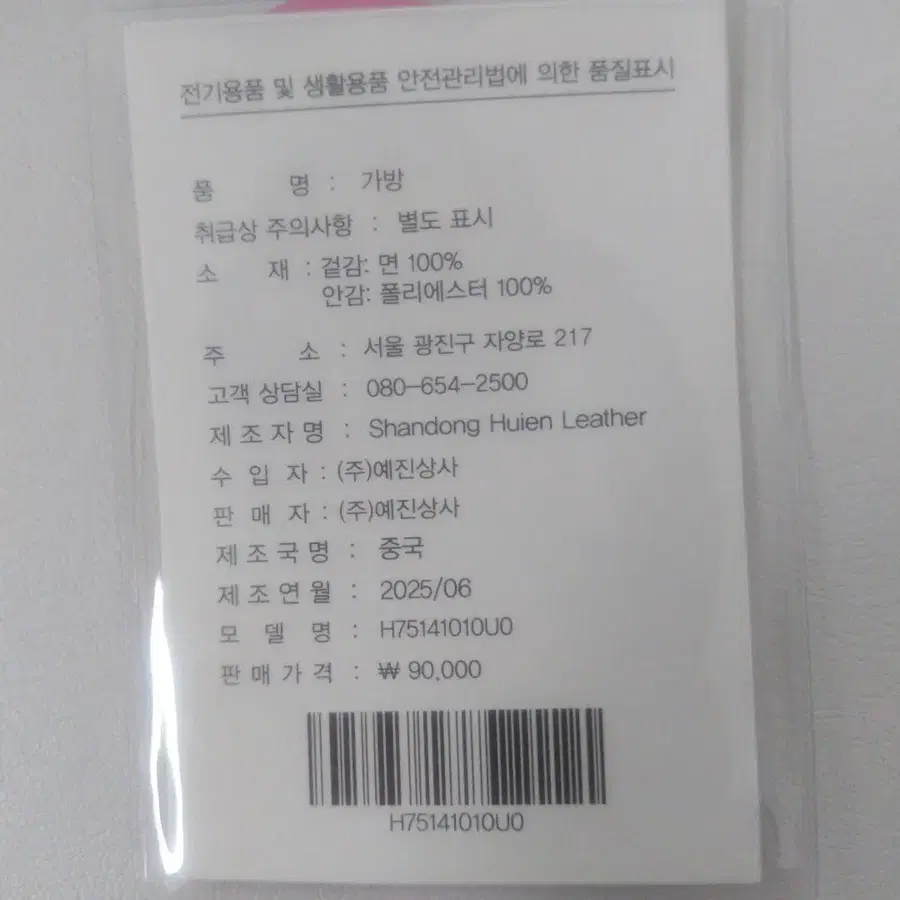 전기용품 및 생활용품 안전관리법에 의한 품질표시
품 명 : 가방
취급상 주의사항 : 별도 표시
소 재 : 겉감: 면 100%
안감: 폴리에스터 100%
주 소 : 서울 광진구 자양로 217
고객 상담실 : 080-654-2500
제조자명 : Shandong Huien Leather
수 입 자 : (주)예진상사
판 매 자 : (주)예진상사
제조국명 : 중국
제조연월 : 2025/06
모 델 명 : H75141010U0
판매가격 : ₩ 90,000
H75141010U0